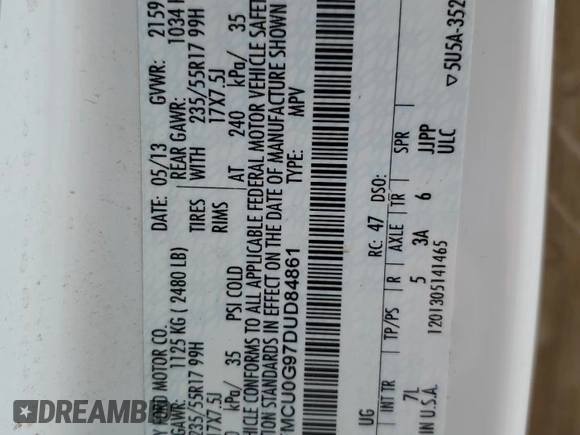 Y FORD MOTOR CO. DATE: 05/13 GVWR: 2159
GAWR: 1125 KG ( 2480 LB) REAR GAWR: 1034
235/55R17 99H TIRES WITH 235/55R17 99H
17X7.5J RIMS 17X7.5J
kPa/ 35 PSI COLD AT 240 kPa/ 35
HICLE CONFORMS TO ALL APPLICABLE FEDERAL MOTOR VEHICLE SAFET
TION STANDARDS IN EFFECT ON THE DATE OF MANUFACTURE SHOWN
MCU0G97DUD84861 TYPE: MPV
RC: 47 DSO:
UG
INT TR TP/PS R AXLE TR SPR
7L 5 3A 6 JJPP
IN U.S.A. 1201305141465 ULC
▽5U5A-352
DREAMBE